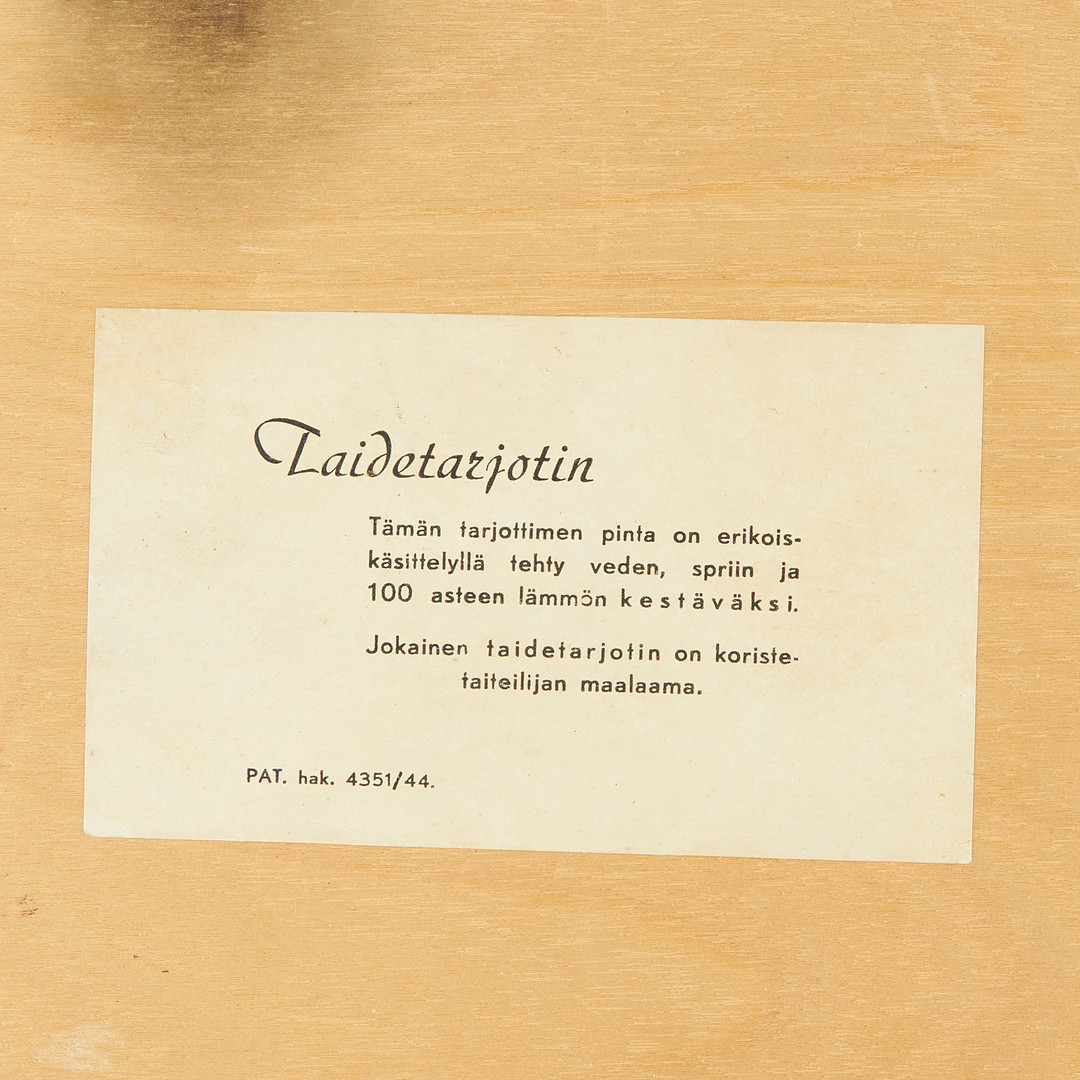 Taidetarjotin
Tämän tarjottimen pinta on erikois-
käsittelyllä tehty veden, spriin ja
100 asteen lämmön kestäväksi.
Jokainen taidetarjotin on koriste-
taiteilijan maalaama.
PAT. hak. 4351/44.